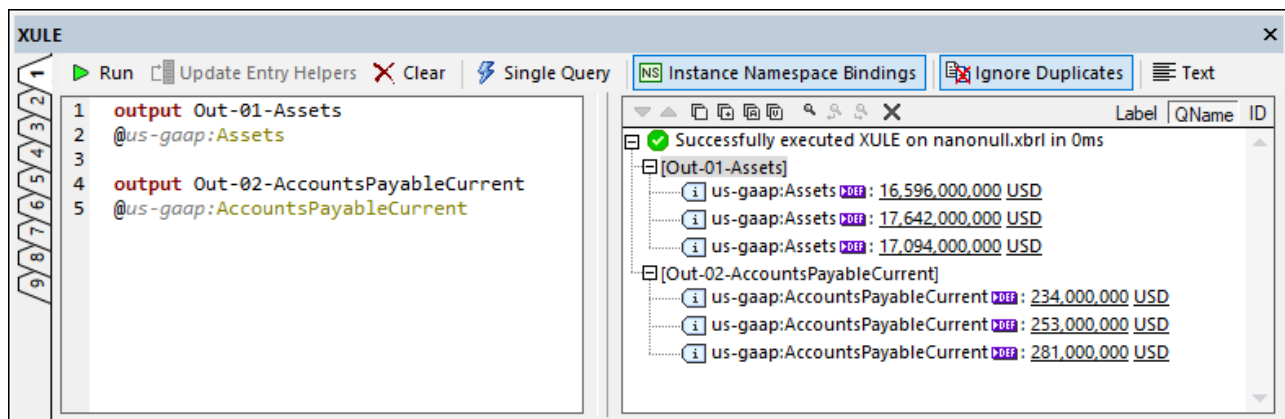 XULE
Run Update Entry Helpers Clear Single Query NS Instance Namespace Bindings Ignore Duplicates Text
1 2 3 4 5 6 7 8 9
1 output Out-01-Assets
2 @us-gaap:Assets
3
4 output Out-02-AccountsPayableCurrent
5 @us-gaap:AccountsPayableCurrent
Label QName ID
Successfully executed XULE on nanonull.xbrl in 0ms
[Out-01-Assets]
i us-gaap:Assets DEF : 16,596,000,000 USD
i us-gaap:Assets DEF : 17,642,000,000 USD
i us-gaap:Assets DEF : 17,094,000,000 USD
[Out-02-AccountsPayableCurrent]
i us-gaap:AccountsPayableCurrent DEF : 234,000,000 USD
i us-gaap:AccountsPayableCurrent DEF : 253,000,000 USD
i us-gaap:AccountsPayableCurrent DEF : 281,000,000 USD